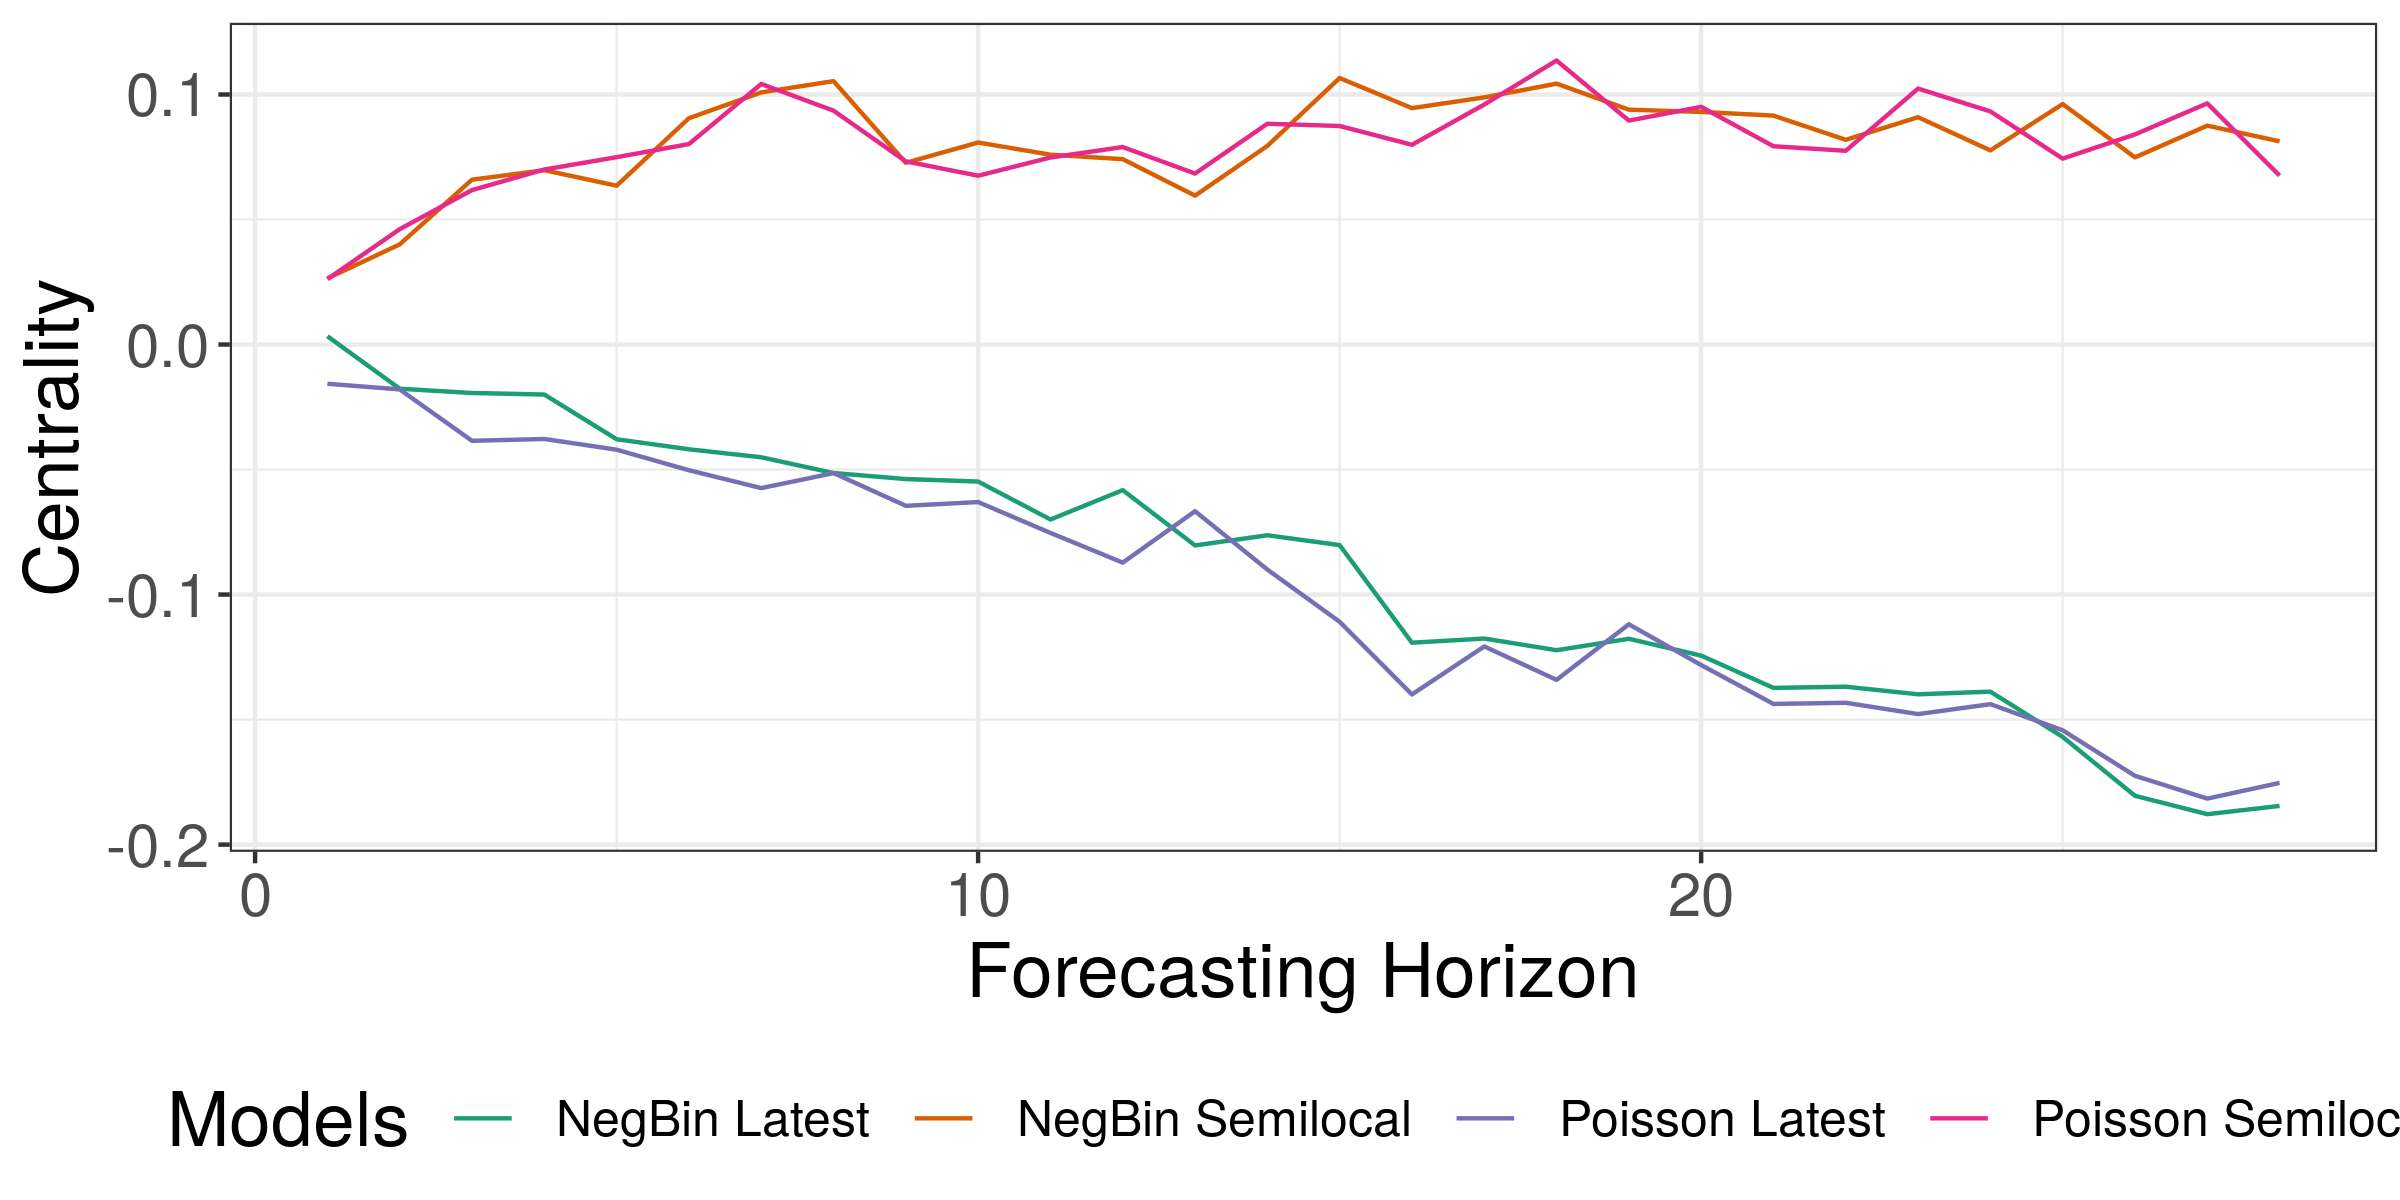 0.1
0.0
-0.1
-0.2
Centrality
0 10 20
Forecasting Horizon
Models NegBin Latest NegBin Semilocal Poisson Latest Poisson Semiloc